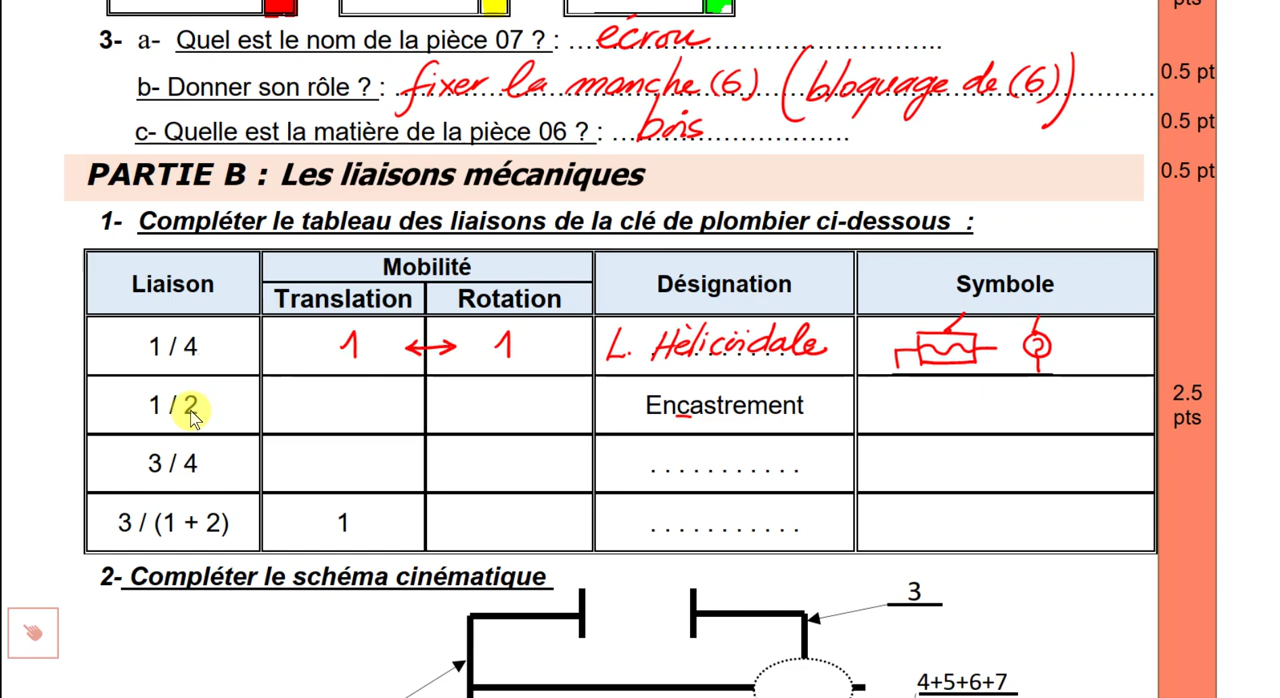 pts
3- a- Quel est le nom de la pièce 07 ? : ...écrou.............................
0.5 pt
b- Donner son rôle ? : fixer la manche (6) (bloquage de (6))
0.5 pt
c- Quelle est la matière de la pièce 06 ? : ...bois....................
0.5 pt
PARTIE B : Les liaisons mécaniques
1- Compléter le tableau des liaisons de la clé de plombier ci-dessous :
Liaison Mobilité Désignation Symbole
Translation Rotation
1 / 4 1 ↔ 1 L. Hèlicoïdale
1 / 2 Encastrement
2.5
pts
3 / 4 . . . . . . . . . . .
3 / (1 + 2) 1 . . . . . . . . . . .
2- Compléter le schéma cinématique
3
4+5+6+7